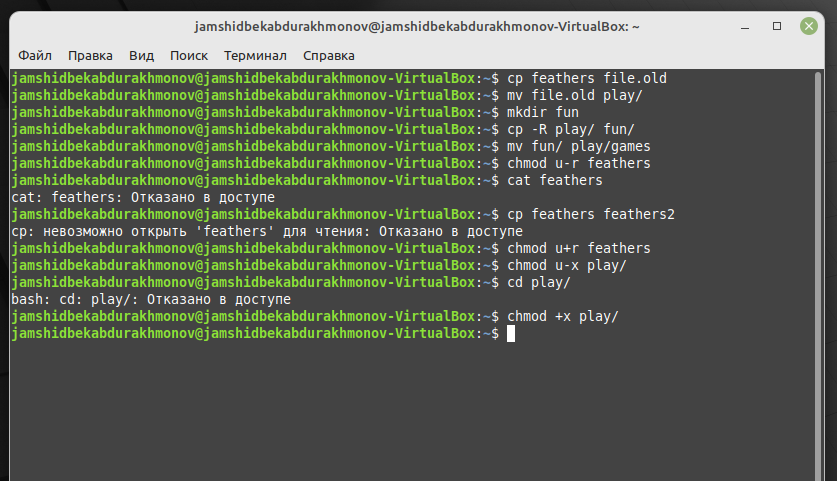 jamshidbekabdurakhmonov@jamshidbekabdurakhmonov-VirtualBox: ~
Файл Правка Вид Поиск Терминал Справка
jamshidbekabdurakhmonov@jamshidbekabdurakhmonov-VirtualBox:~$ cp feathers file.old
jamshidbekabdurakhmonov@jamshidbekabdurakhmonov-VirtualBox:~$ mv file.old play/
jamshidbekabdurakhmonov@jamshidbekabdurakhmonov-VirtualBox:~$ mkdir fun
jamshidbekabdurakhmonov@jamshidbekabdurakhmonov-VirtualBox:~$ cp -R play/ fun/
jamshidbekabdurakhmonov@jamshidbekabdurakhmonov-VirtualBox:~$ mv fun/ play/games
jamshidbekabdurakhmonov@jamshidbekabdurakhmonov-VirtualBox:~$ chmod u-r feathers
jamshidbekabdurakhmonov@jamshidbekabdurakhmonov-VirtualBox:~$ cat feathers
cat: feathers: Отказано в доступе
jamshidbekabdurakhmonov@jamshidbekabdurakhmonov-VirtualBox:~$ cp feathers feathers2
cp: невозможно открыть 'feathers' для чтения: Отказано в доступе
jamshidbekabdurakhmonov@jamshidbekabdurakhmonov-VirtualBox:~$ chmod u+r feathers
jamshidbekabdurakhmonov@jamshidbekabdurakhmonov-VirtualBox:~$ chmod u-x play/
jamshidbekabdurakhmonov@jamshidbekabdurakhmonov-VirtualBox:~$ cd play/
bash: cd: play/: Отказано в доступе
jamshidbekabdurakhmonov@jamshidbekabdurakhmonov-VirtualBox:~$ chmod +x play/
jamshidbekabdurakhmonov@jamshidbekabdurakhmonov-VirtualBox:~$